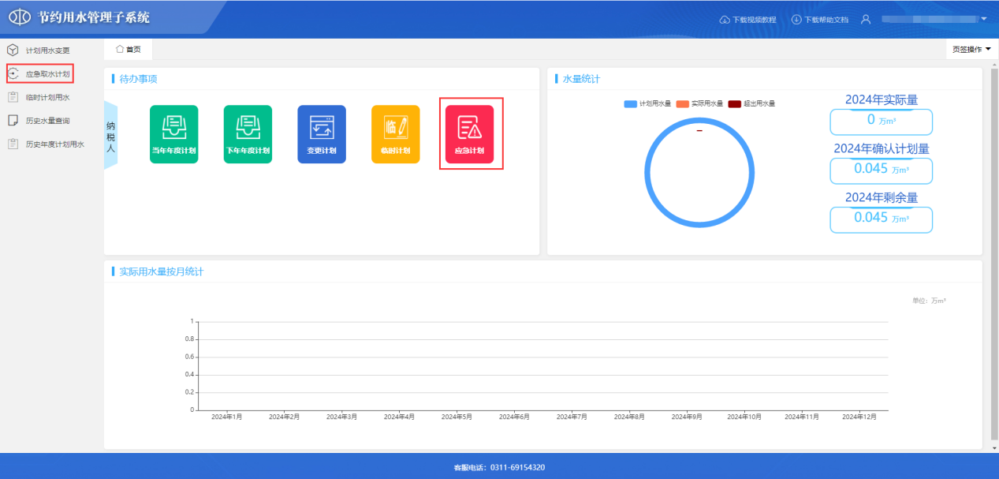 节约用水管理子系统
下载视频教程
下载帮助文档
计划用水变更
应急取水计划
临时计划用水
历史水量查询
历史年度计划用水
首页
页签操作
待办事项
纳税人
当年年度计划
下年年度计划
变更计划
临
临时计划
应急计划
水量统计
计划用水量
实际用水量
超出用水量
2024年实际量
0 万m³
2024年确认计划量
0.045 万m³
2024年剩余量
0.045 万m³
实际用水量按月统计
单位：万m³
1
0.8
0.6
0.4
0.2
0
2024年1月
2024年2月
2024年3月
2024年4月
2024年5月
2024年6月
2024年7月
2024年8月
2024年9月
2024年10月
2024年11月
2024年12月
客服电话：0311-69154320